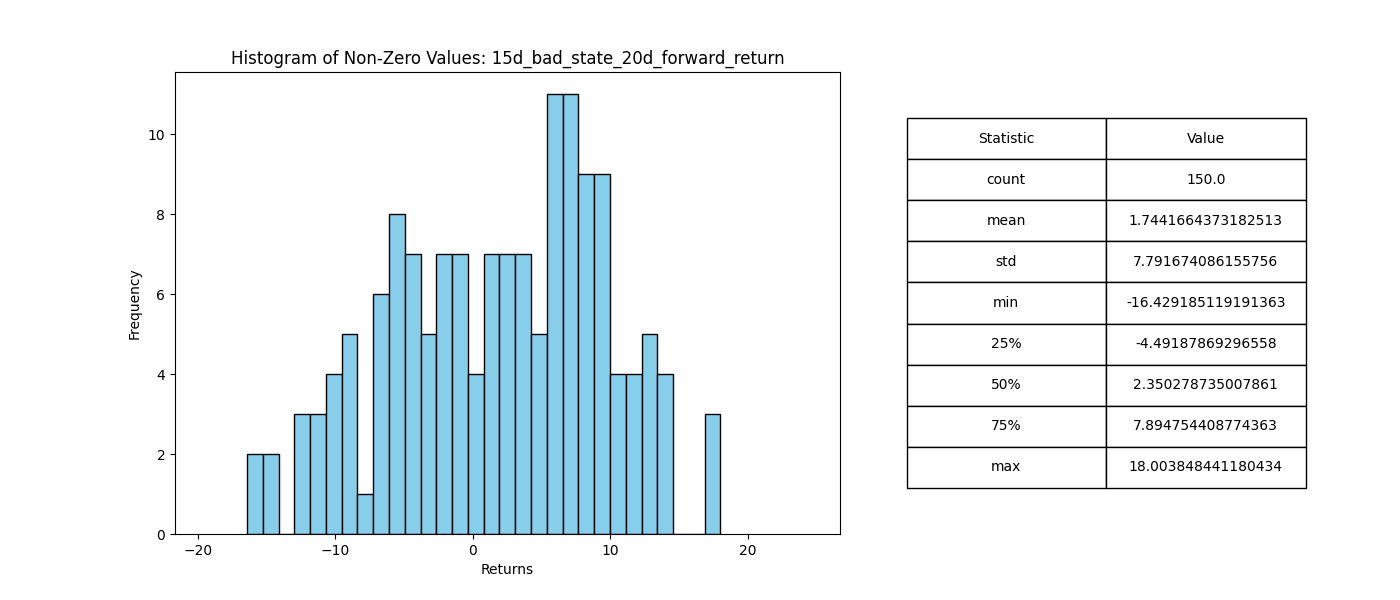 Histogram of Non-Zero Values: 15d_bad_state_20d_forward_return
10
8
6
4
2
0
Frequency
−20
−10
0
10
20
Returns
Statistic Value
count 150.0
mean 1.7441664373182513
std 7.791674086155756
min -16.429185119191363
25% -4.49187869296558
50% 2.350278735007861
75% 7.894754408774363
max 18.003848441180434